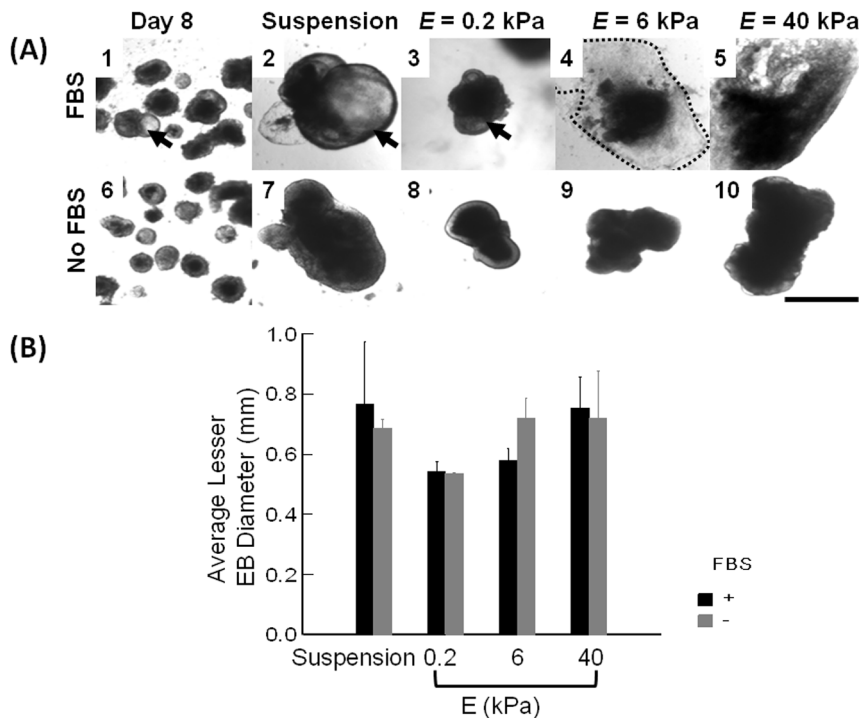 Day 8 Suspension E = 0.2 kPa E = 6 kPa E = 40 kPa
(A)
FBS
1 2 3 4 5
No FBS
6 7 8 9 10
(B)
Average Lesser
EB Diameter (mm)
1.0
0.8
0.6
0.4
0.2
0.0
Suspension 0.2 6 40
E (kPa)
FBS
+
-